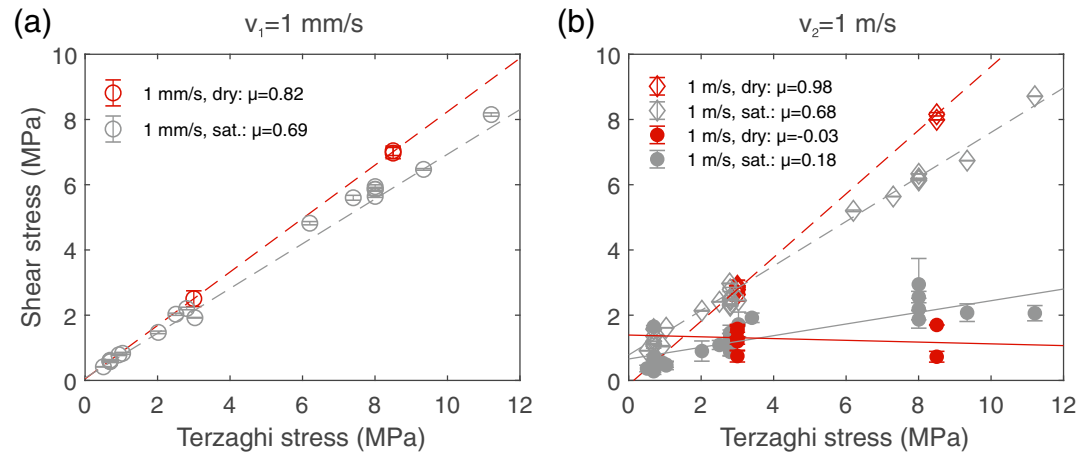 (a)
v₁=1 mm/s
10
8
6
4
2
0
0 2 4 6 8 10 12
Shear stress (MPa)
Terzaghi stress (MPa)
1 mm/s, dry: μ=0.82
1 mm/s, sat.: μ=0.69
(b)
v₂=1 m/s
10
8
6
4
2
0
0 2 4 6 8 10 12
Terzaghi stress (MPa)
1 m/s, dry: μ=0.98
1 m/s, sat.: μ=0.68
1 m/s, dry: μ=-0.03
1 m/s, sat.: μ=0.18